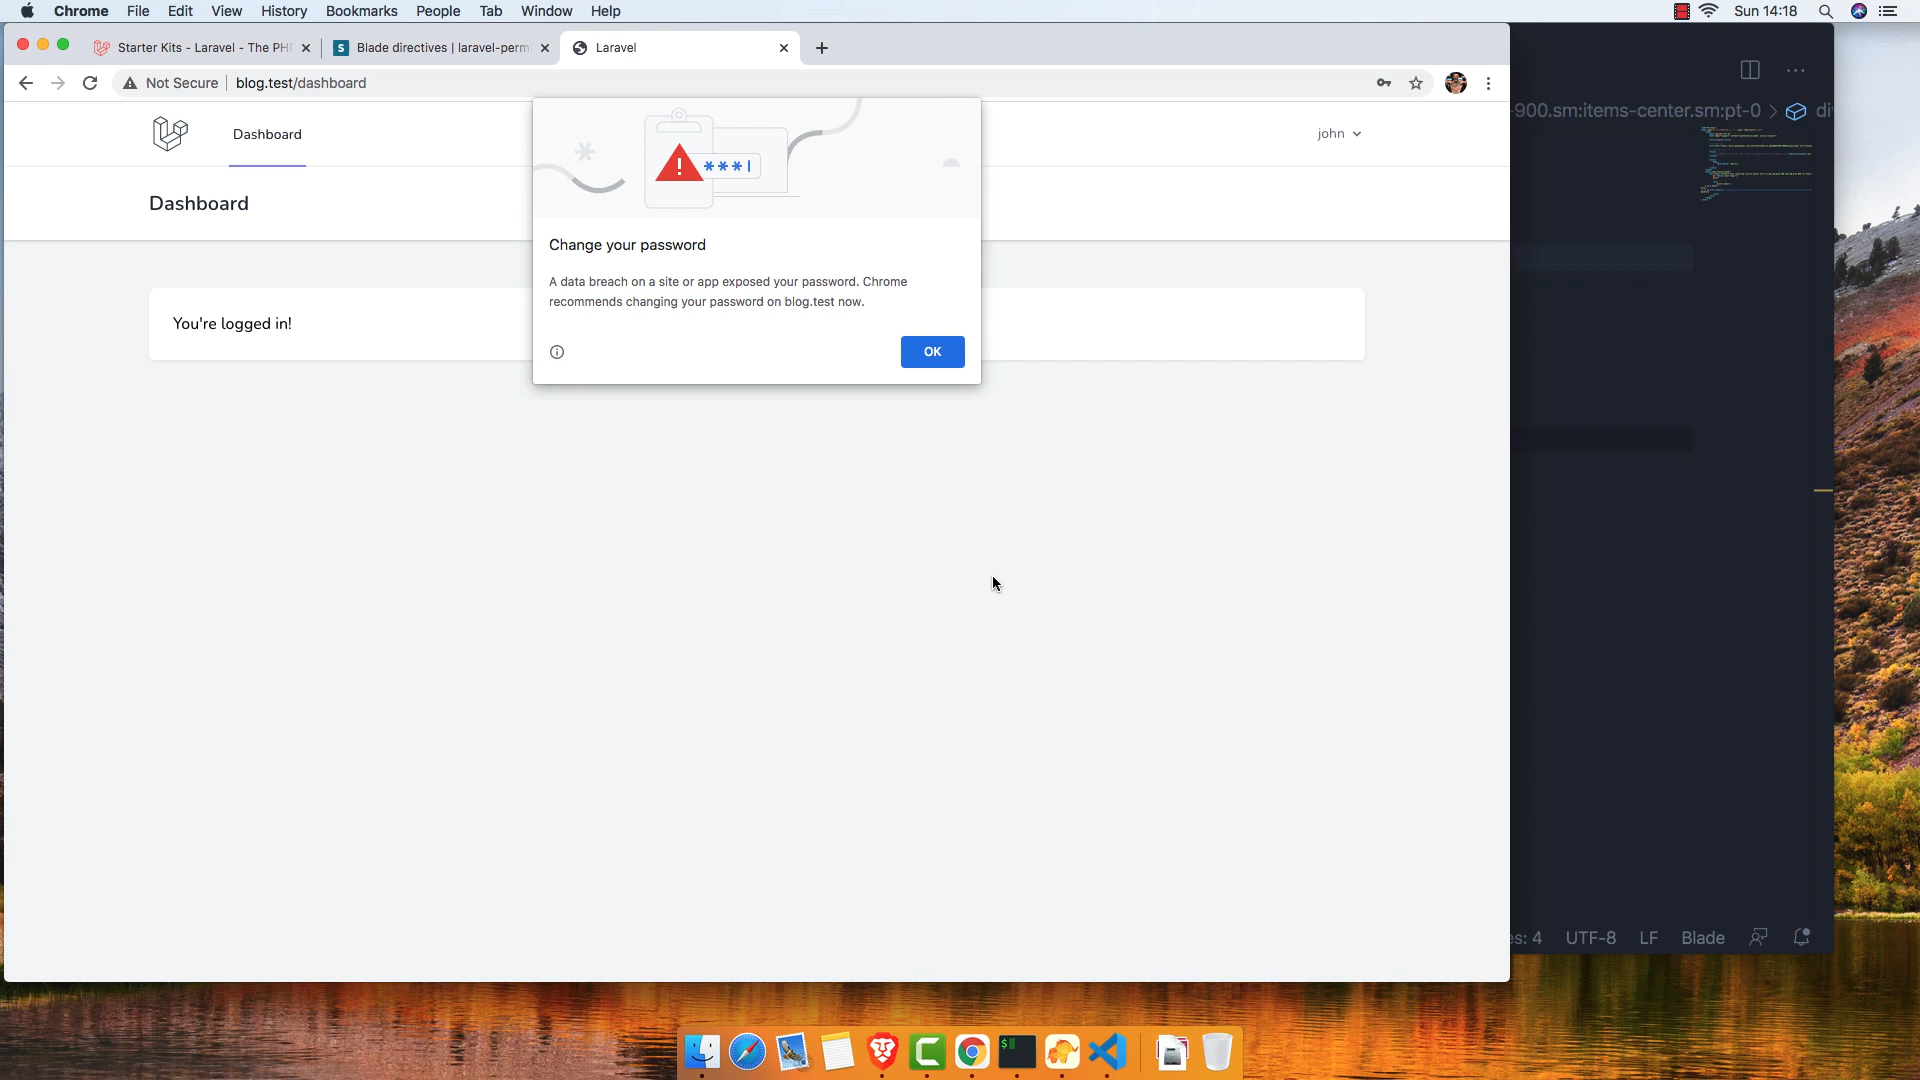 Chrome File Edit View History Bookmarks People Tab Window Help Sun 14:18
Starter Kits - Laravel - The PH
Blade directives | laravel-perm
S
Laravel
Not Secure blog.test/dashboard
-900.sm:items-center.sm:pt-0 > di
Dashboard
john
***|
Dashboard
Change your password
A data breach on a site or app exposed your password. Chrome
recommends changing your password on blog.test now.
You're logged in!
OK
es: 4 UTF-8 LF Blade
$